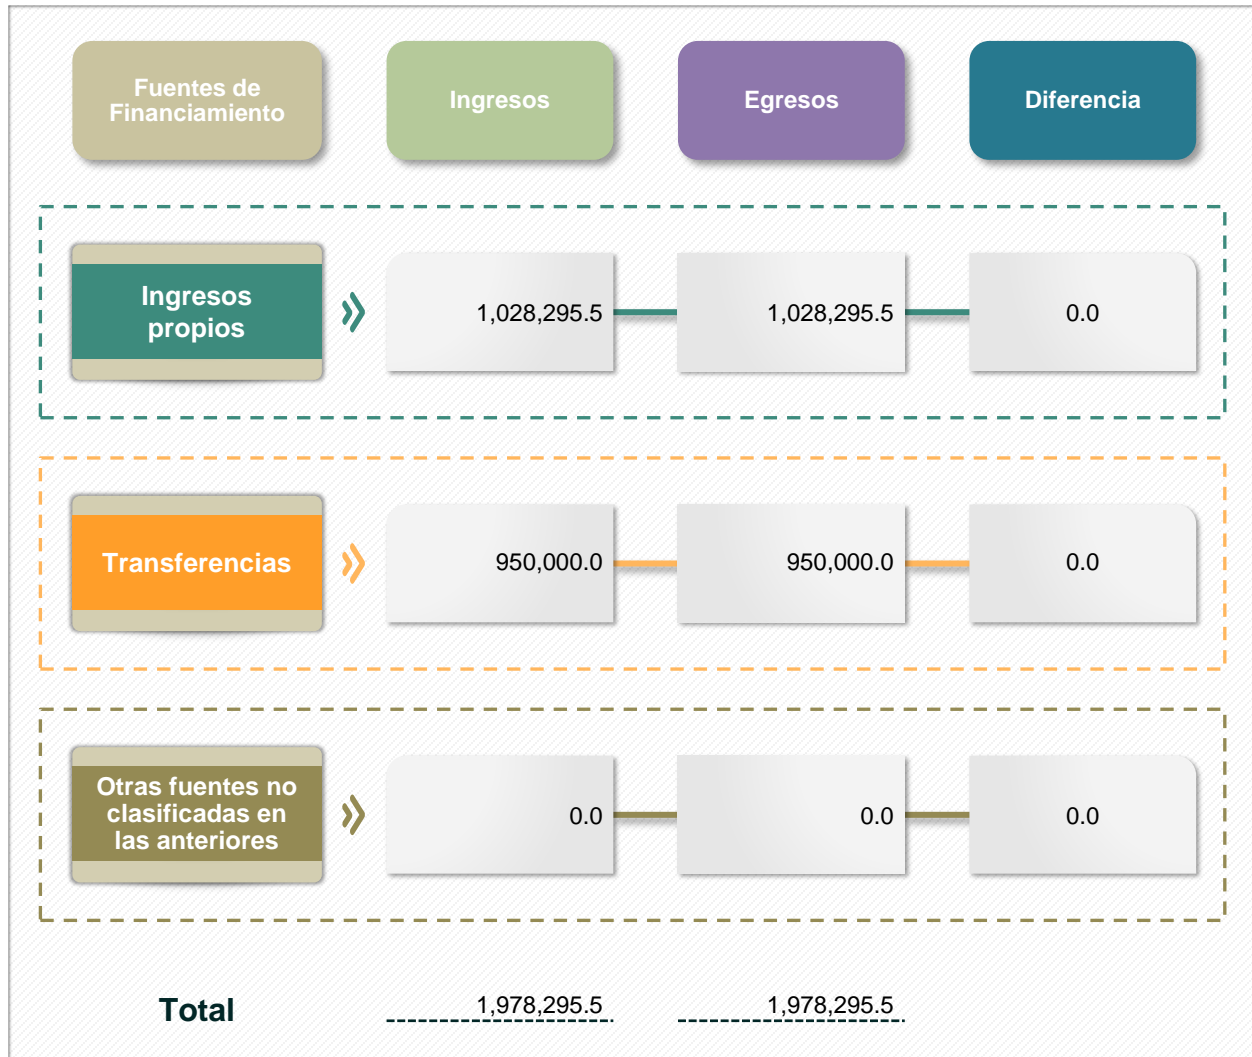 Fuentes de
Financiamiento
Ingresos
Egresos
Diferencia
Ingresos
propios
1,028,295.5
1,028,295.5
0.0
Transferencias
950,000.0
950,000.0
0.0
Otras fuentes no
clasificadas en
las anteriores
0.0
0.0
0.0
Total
1,978,295.5
1,978,295.5